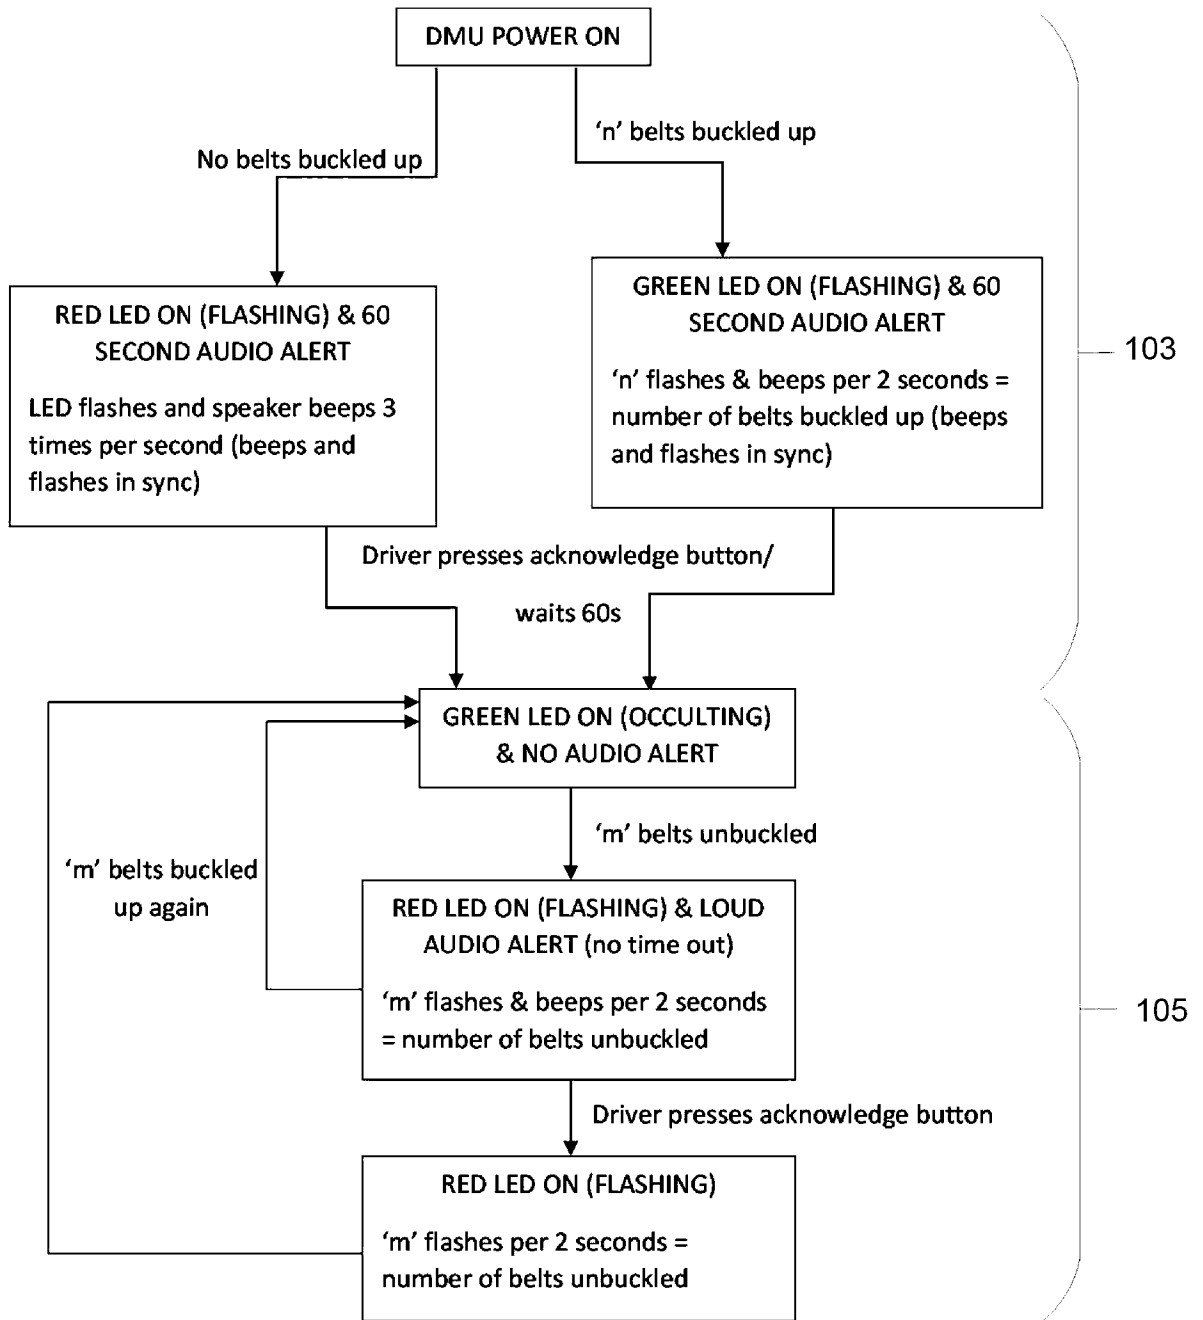 DMU POWER ON
‘n’ belts buckled up
No belts buckled up
RED LED ON (FLASHING) & 60
SECOND AUDIO ALERT
LED flashes and speaker beeps 3
times per second (beeps and
flashes in sync)
GREEN LED ON (FLASHING) & 60
SECOND AUDIO ALERT
‘n’ flashes & beeps per 2 seconds =
number of belts buckled up (beeps
and flashes in sync)
103
Driver presses acknowledge button/
waits 60s
GREEN LED ON (OCCULTING)
& NO AUDIO ALERT
‘m’ belts unbuckled
‘m’ belts buckled
up again
RED LED ON (FLASHING) & LOUD
AUDIO ALERT (no time out)
‘m’ flashes & beeps per 2 seconds
= number of belts unbuckled
105
Driver presses acknowledge button
RED LED ON (FLASHING)
‘m’ flashes per 2 seconds =
number of belts unbuckled